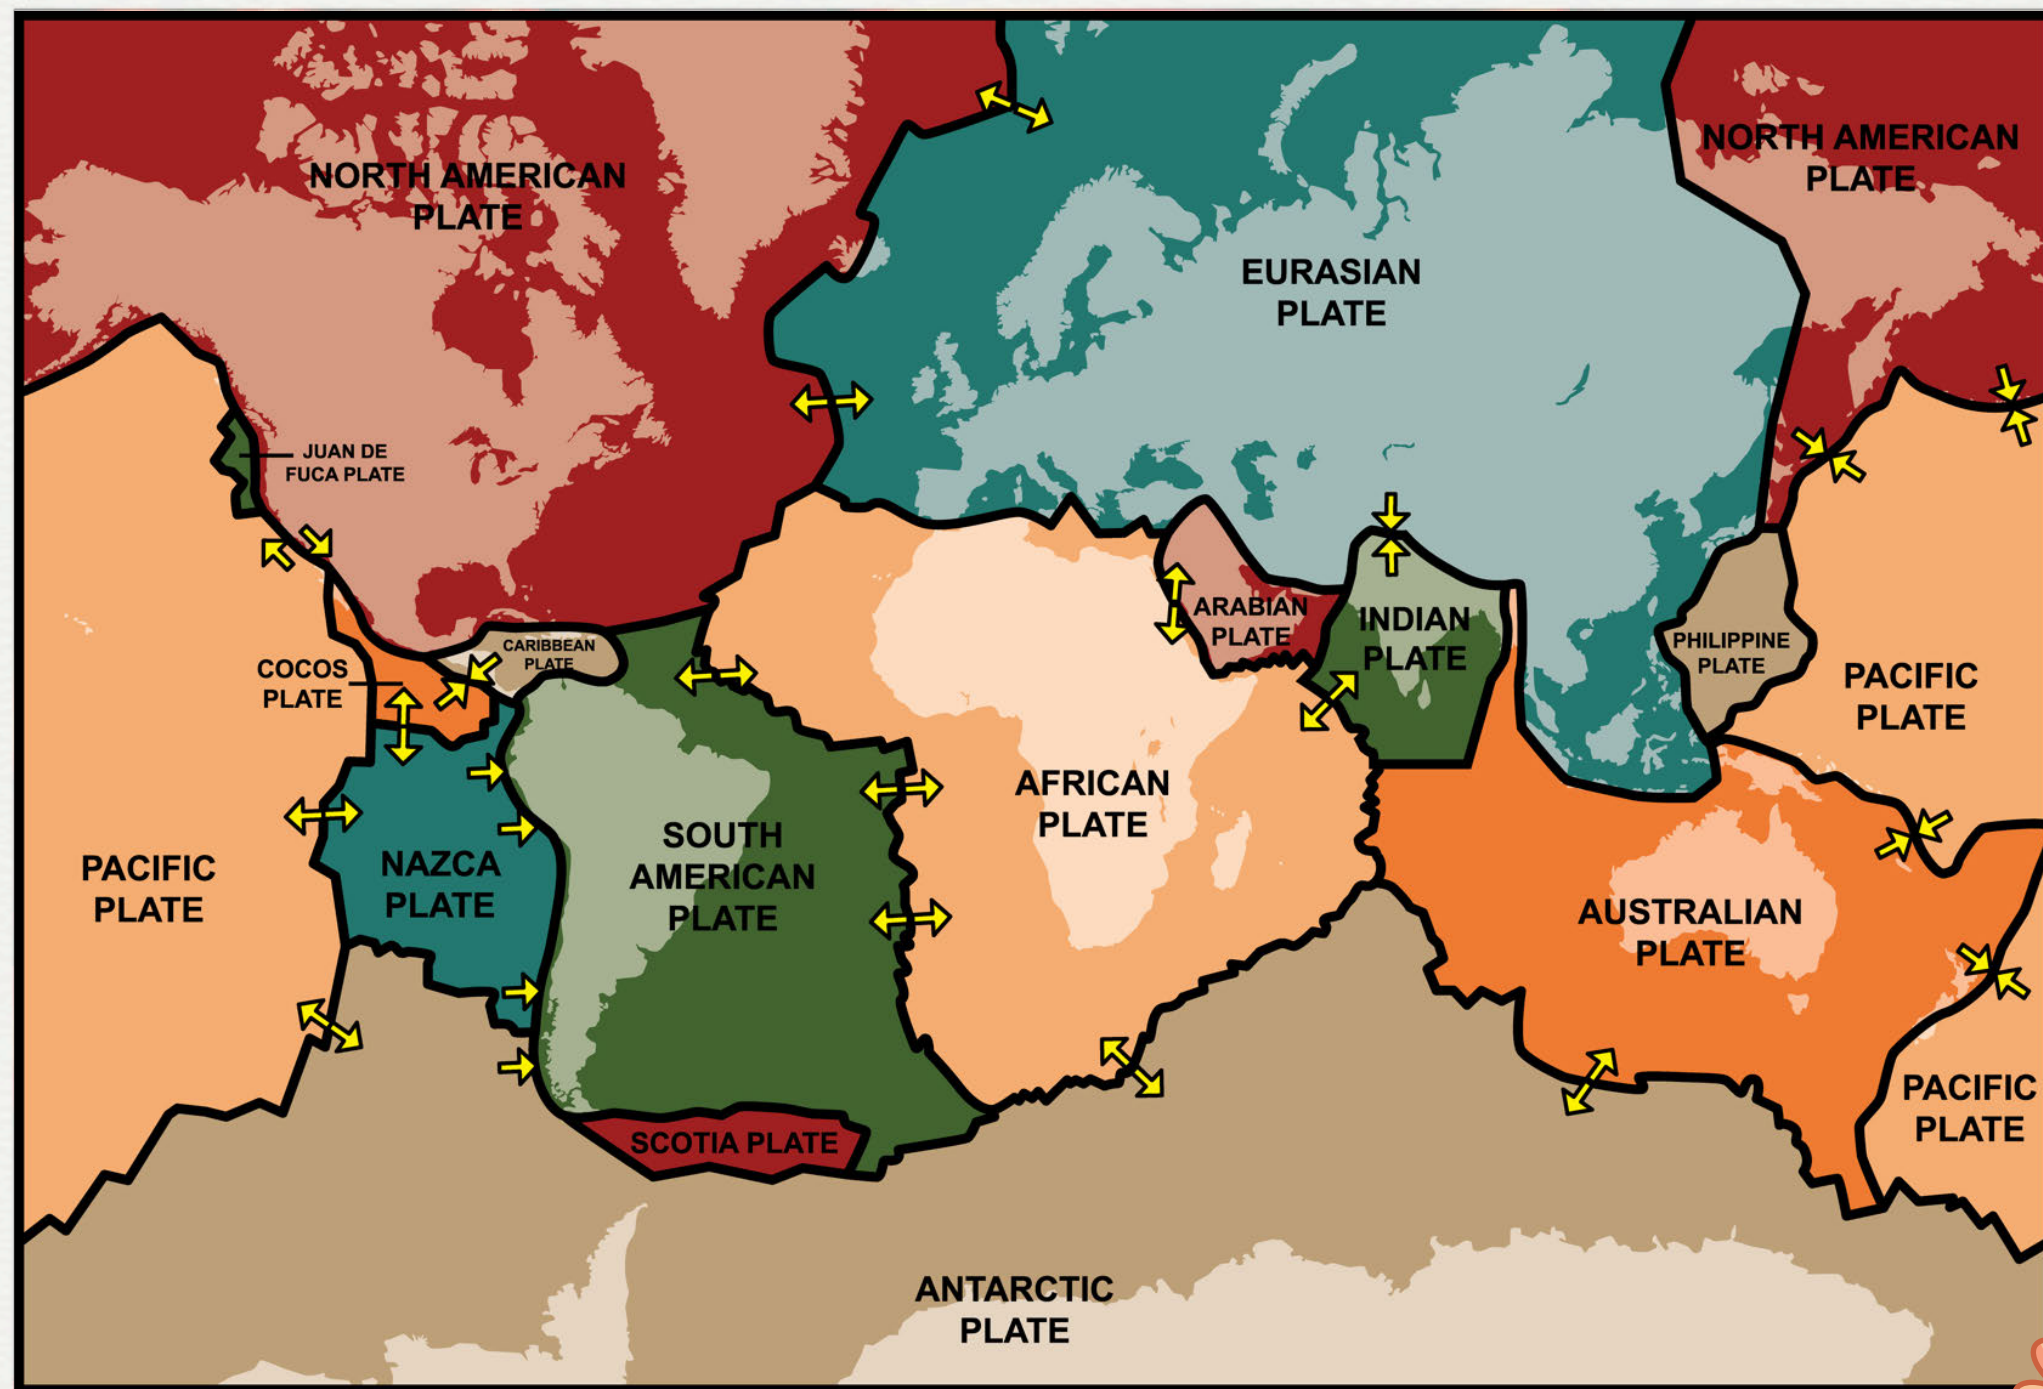 NORTH AMERICAN
PLATE
NORTH AMERICAN
PLATE
EURASIAN
PLATE
JUAN DE
FUCA PLATE
ARABIAN
PLATE
INDIAN
PLATE
CARIBBEAN
PLATE
PHILIPPINE
PLATE
COCOS
PLATE
PACIFIC
PLATE
AFRICAN
PLATE
SOUTH
AMERICAN
PLATE
NAZCA
PLATE
PACIFIC
PLATE
AUSTRALIAN
PLATE
PACIFIC
PLATE
SCOTIA PLATE
ANTARCTIC
PLATE